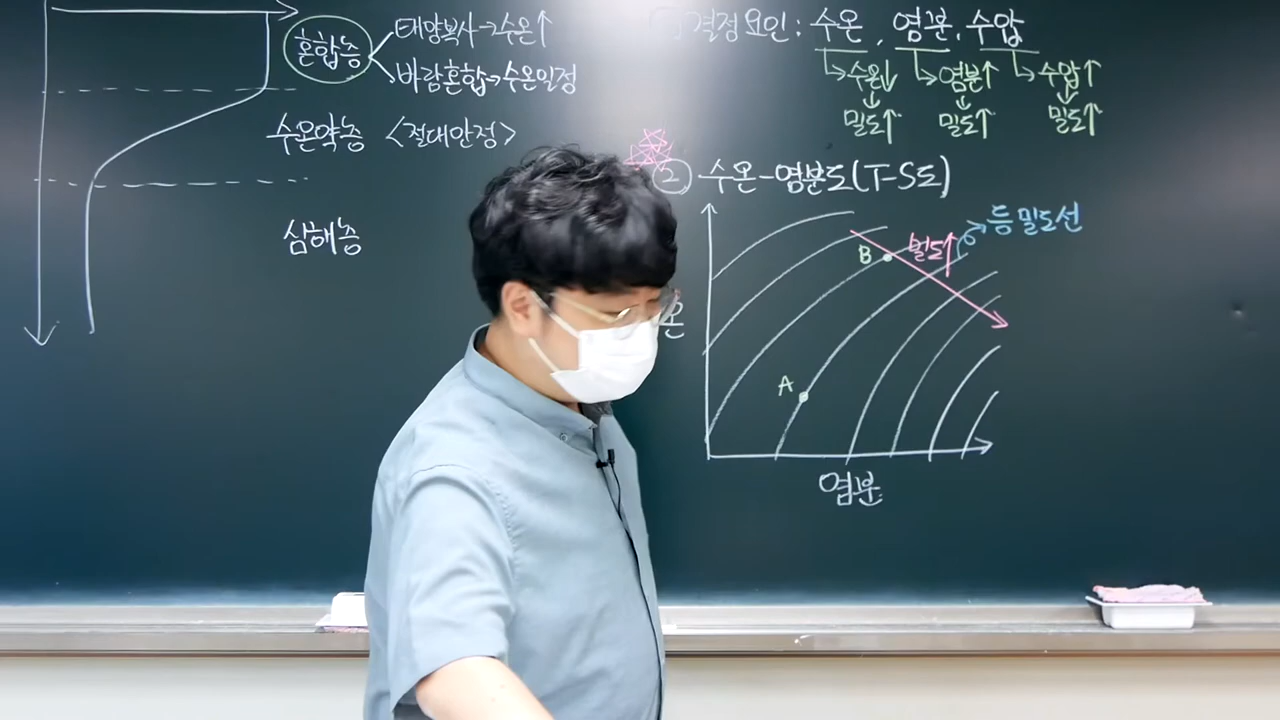 혼합층
태양복사→수온↑
바람혼합→수온일정
수온약층 <절대안정>
심해층
결정요인: 수온, 염분, 수압
수온↓ 염분↑ 수압↑
밀도↑ 밀도↑ 밀도↑
② 수온-염분도(T-S도)
등밀도선
밀도↑
B
온
A
염분